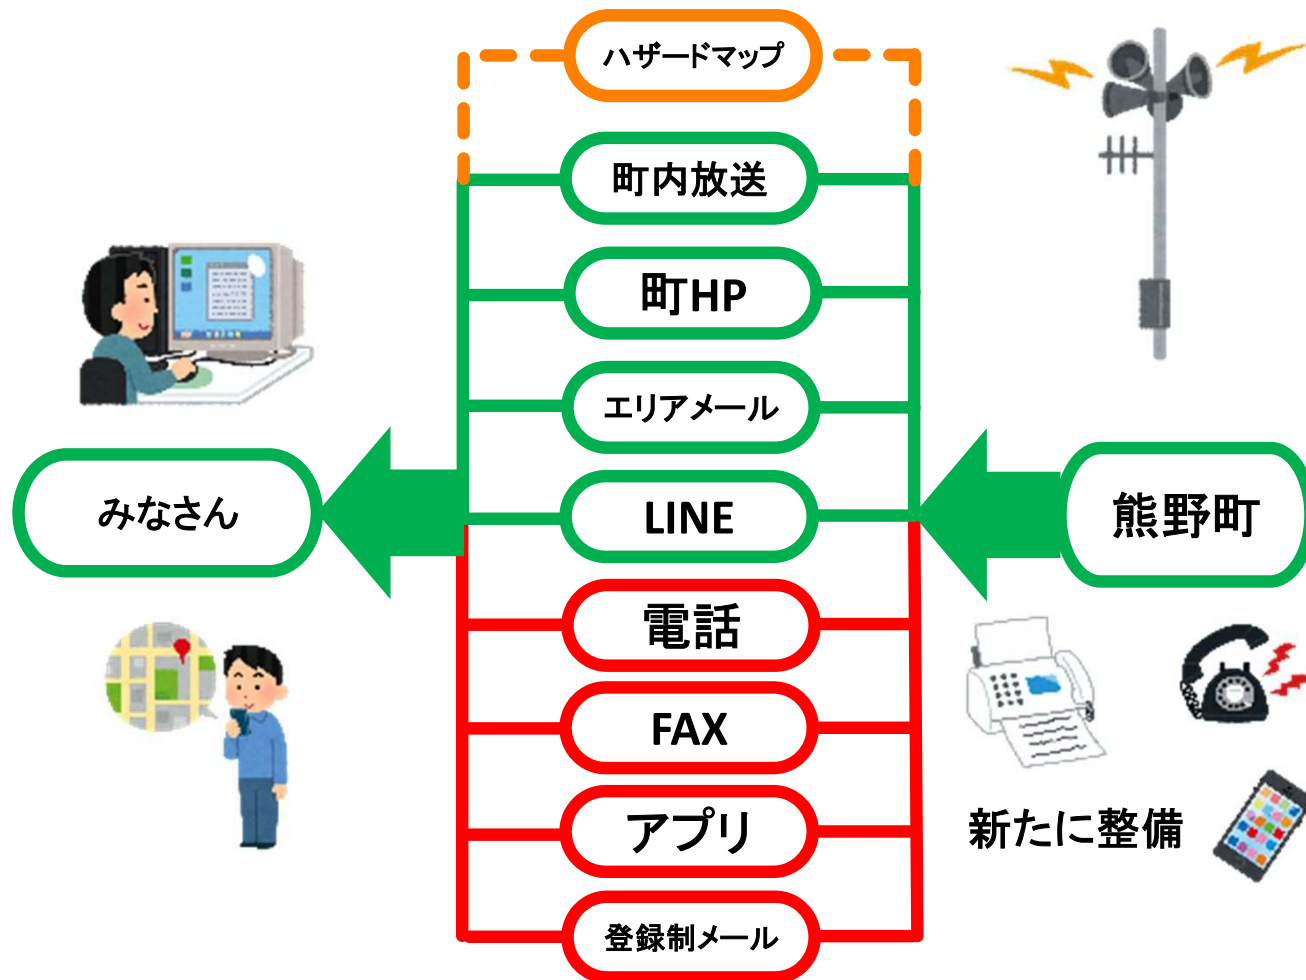 ハザードマップ
町内放送
町HP
エリアメール
みなさん
LINE
熊野町
電話
FAX
アプリ
新たに整備
登録制メール